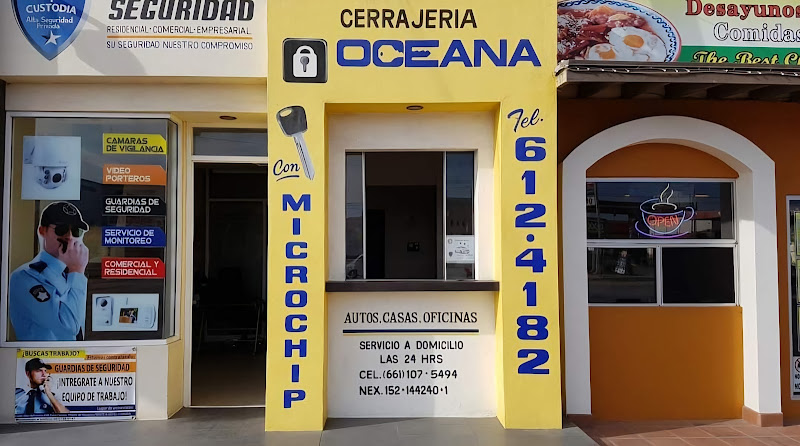 CUSTODIA
Alta Seguridad
Privada
SEGURIDAD
RESIDENCIAL·COMERCIAL·EMPRESARIAL
SU SEGURIDAD NUESTRO COMPROMISO
CAMARAS DE
VIGILANCIA
VIDEO
PORTEROS
GUARDIAS DE
SEGURIDAD
SERVICIO DE
MONITOREO
COMERCIAL Y
RESIDENCIAL
¿BUSCAS TRABAJO?
GUARDIAS DE SEGURIDAD
¡INTEGRATE A NUESTRO
EQUIPO DE TRABAJO!
CERRAJERIA
OCEANA
Con
MICROCHIP
Tel.
612·4182
AUTOS.CASAS.OFICINAS
SERVICIO A DOMICILIO
LAS 24 HRS
CEL.(661)107·5494
NEX.152·144240·1
Desayunos
Comidas
The Best
OPEN